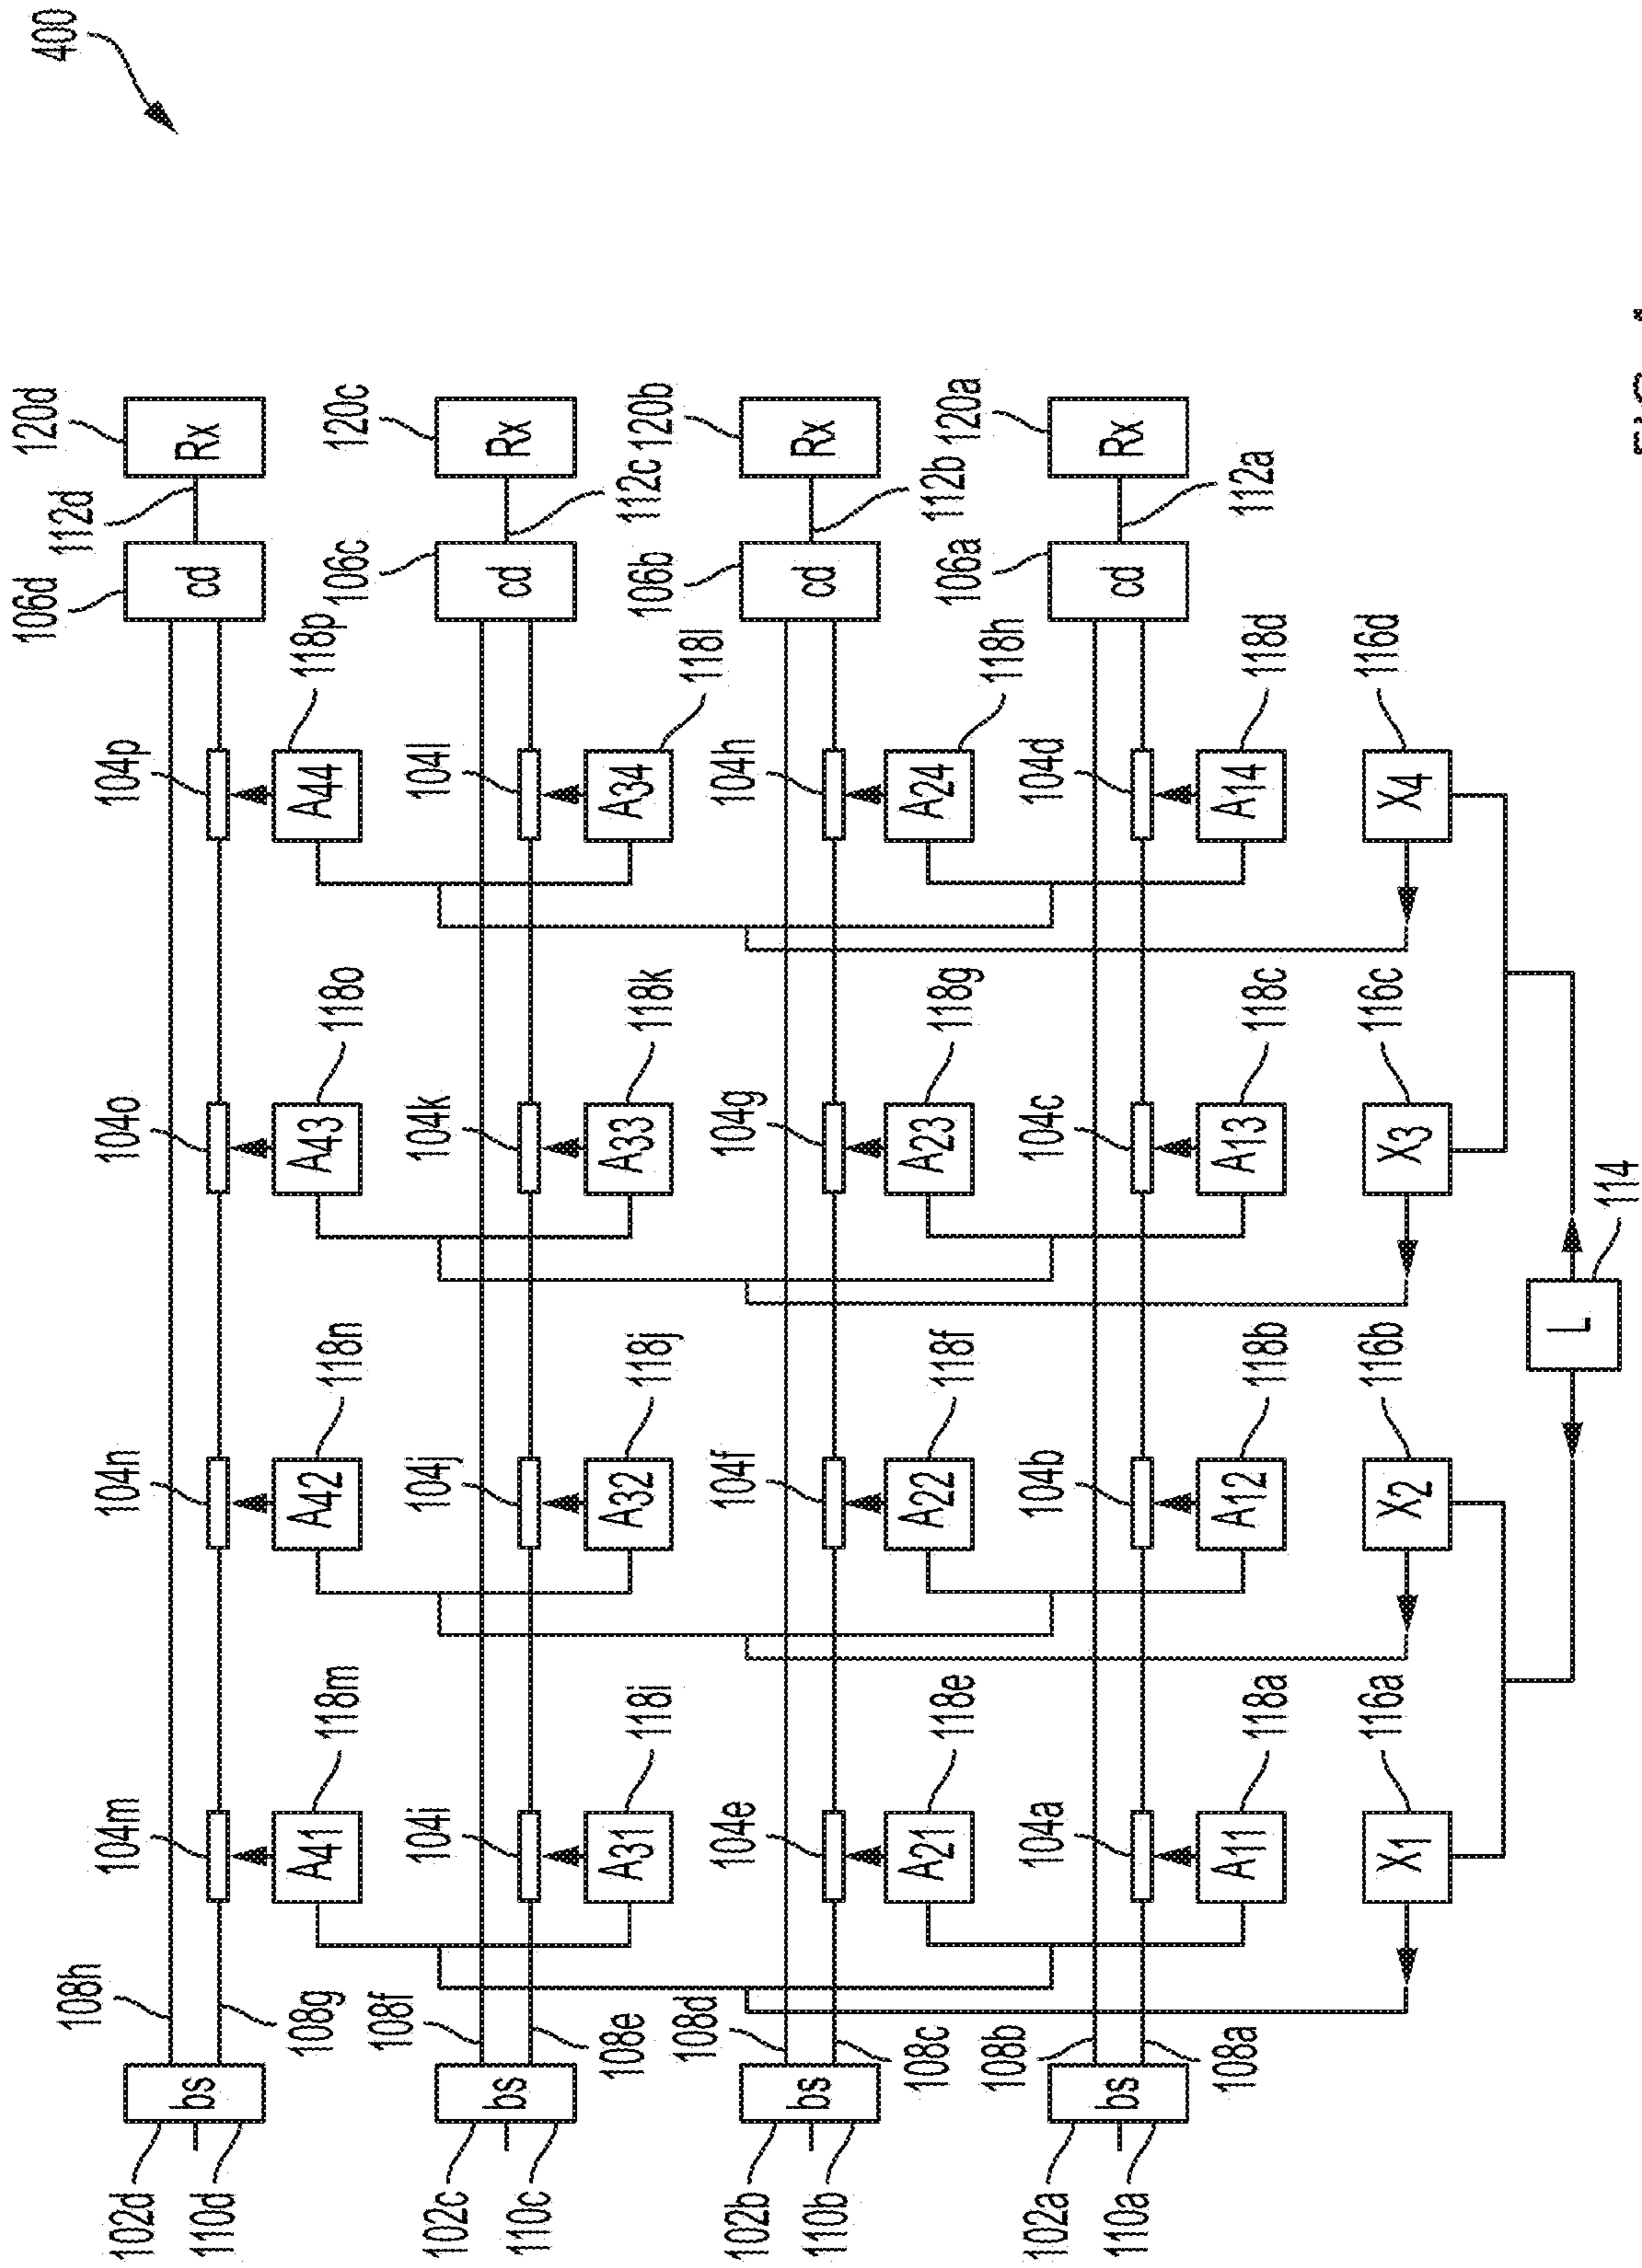 400
106d
112d
120d
108h
104m
104n
104o
104p
cd
Rx
bs
108g
A41
118m
A42
118n
A43
118o
A44
118p
102d
110d
108f
104i
104j
104k
104l
106c
112c
120c
cd
Rx
bs
108e
A31
118i
A32
118j
A33
118k
A34
118l
102c
110c
108d
104e
104f
104g
104h
106b
112b
120b
cd
Rx
bs
108c
A21
118e
A22
118f
A23
118g
A24
118h
102b
110b
108b
104a
104b
104c
104d
106a
112a
120a
cd
Rx
bs
108a
A11
118a
A12
118b
A13
118c
A14
118d
102a
110a
X1
116a
X2
116b
X3
116c
X4
116d
L
114